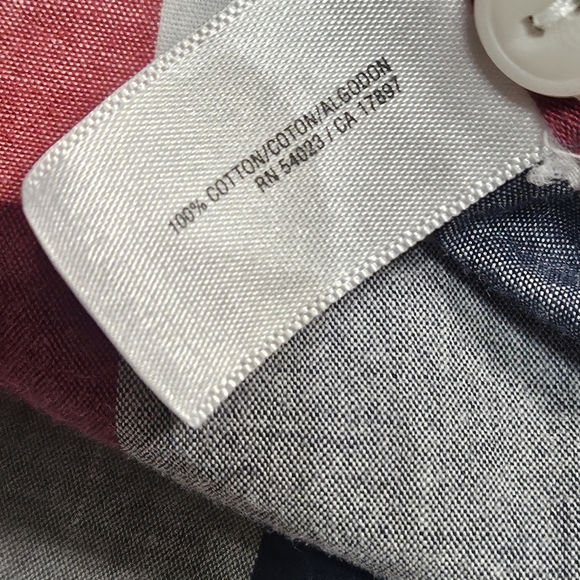 100% COTTON/COTON/ALGODON
RN 54023 / CA 17897